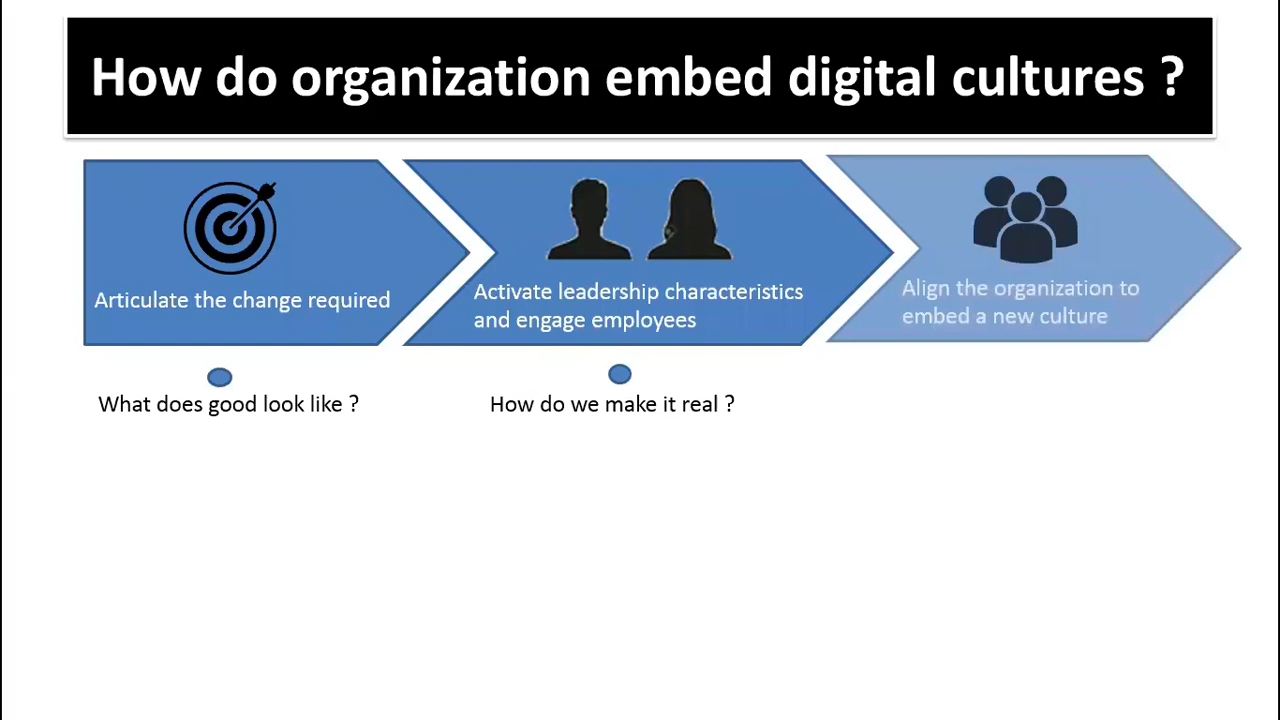 How do organization embed digital cultures ?
Articulate the change required
Activate leadership characteristics
and engage employees
Align the organization to
embed a new culture
What does good look like ?
How do we make it real ?